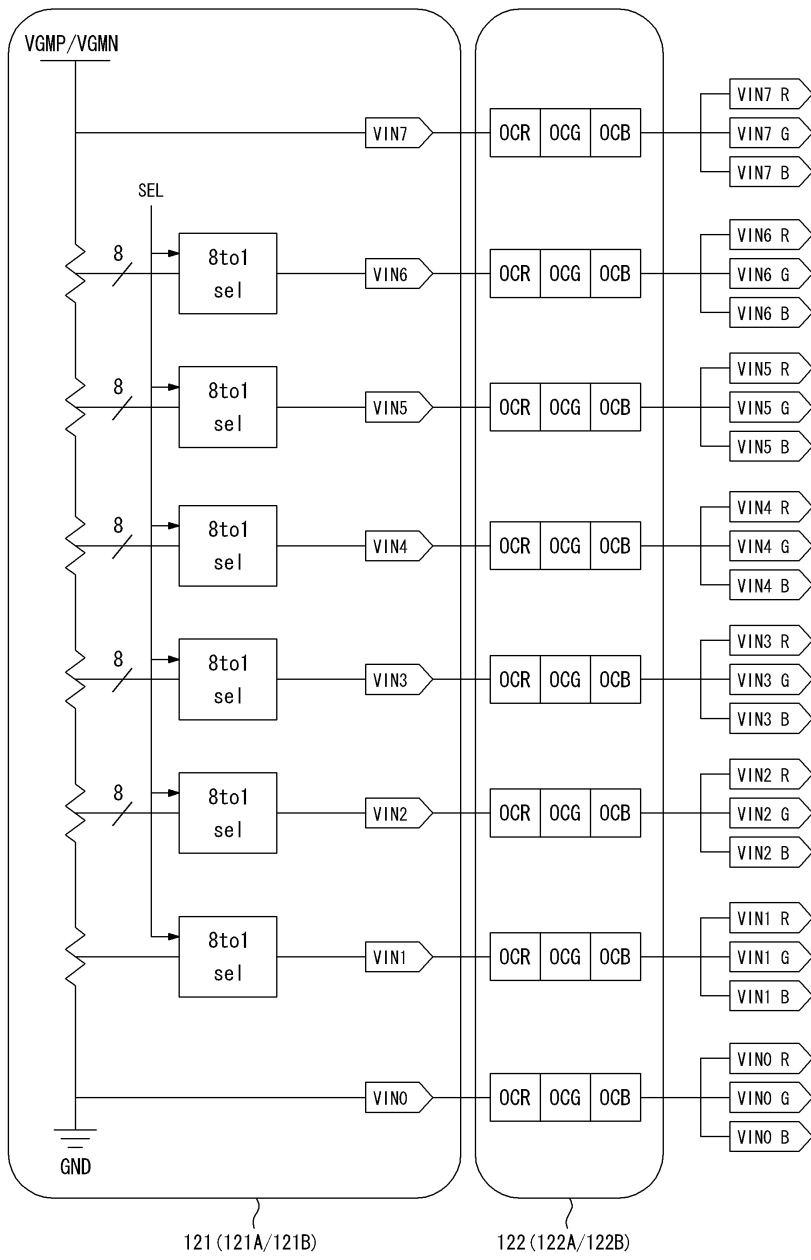 VGMP/VGMN
VIN7
OCR OCG OCB
VIN7 R
VIN7 G
VIN7 B
SEL
8
8to1
sel
VIN6
OCR OCG OCB
VIN6 R
VIN6 G
VIN6 B
8
8to1
sel
VIN5
OCR OCG OCB
VIN5 R
VIN5 G
VIN5 B
8
8to1
sel
VIN4
OCR OCG OCB
VIN4 R
VIN4 G
VIN4 B
8
8to1
sel
VIN3
OCR OCG OCB
VIN3 R
VIN3 G
VIN3 B
8
8to1
sel
VIN2
OCR OCG OCB
VIN2 R
VIN2 G
VIN2 B
8to1
sel
VIN1
OCR OCG OCB
VIN1 R
VIN1 G
VIN1 B
VIN0
OCR OCG OCB
VIN0 R
VIN0 G
VIN0 B
GND
121(121A/121B)
122(122A/122B)